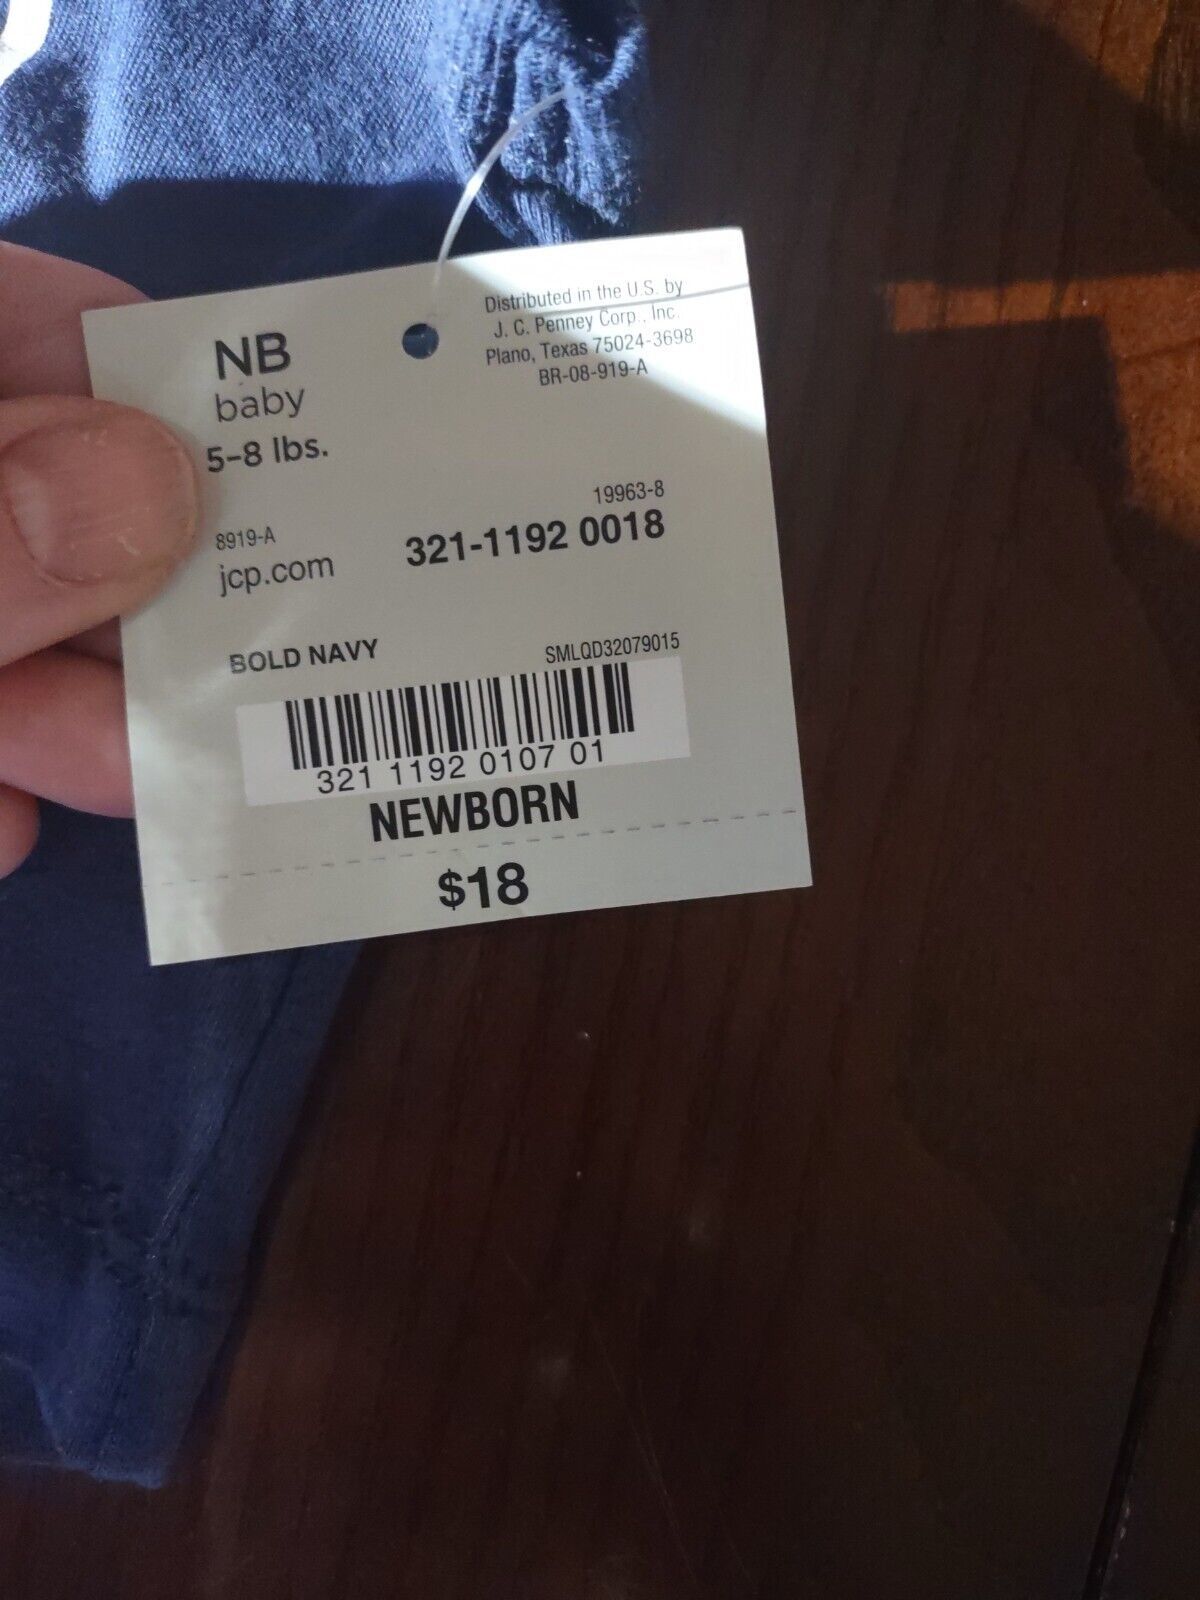 NB
baby
5-8 lbs.
Distributed in the U.S. by
J. C. Penney Corp., Inc.
Plano, Texas 75024-3698
BR-08-919-A
19963-8
8919-A
321-1192 0018
jcp.com
BOLD NAVY
SMLQD32079015
321 1192 0107 01
NEWBORN
$18